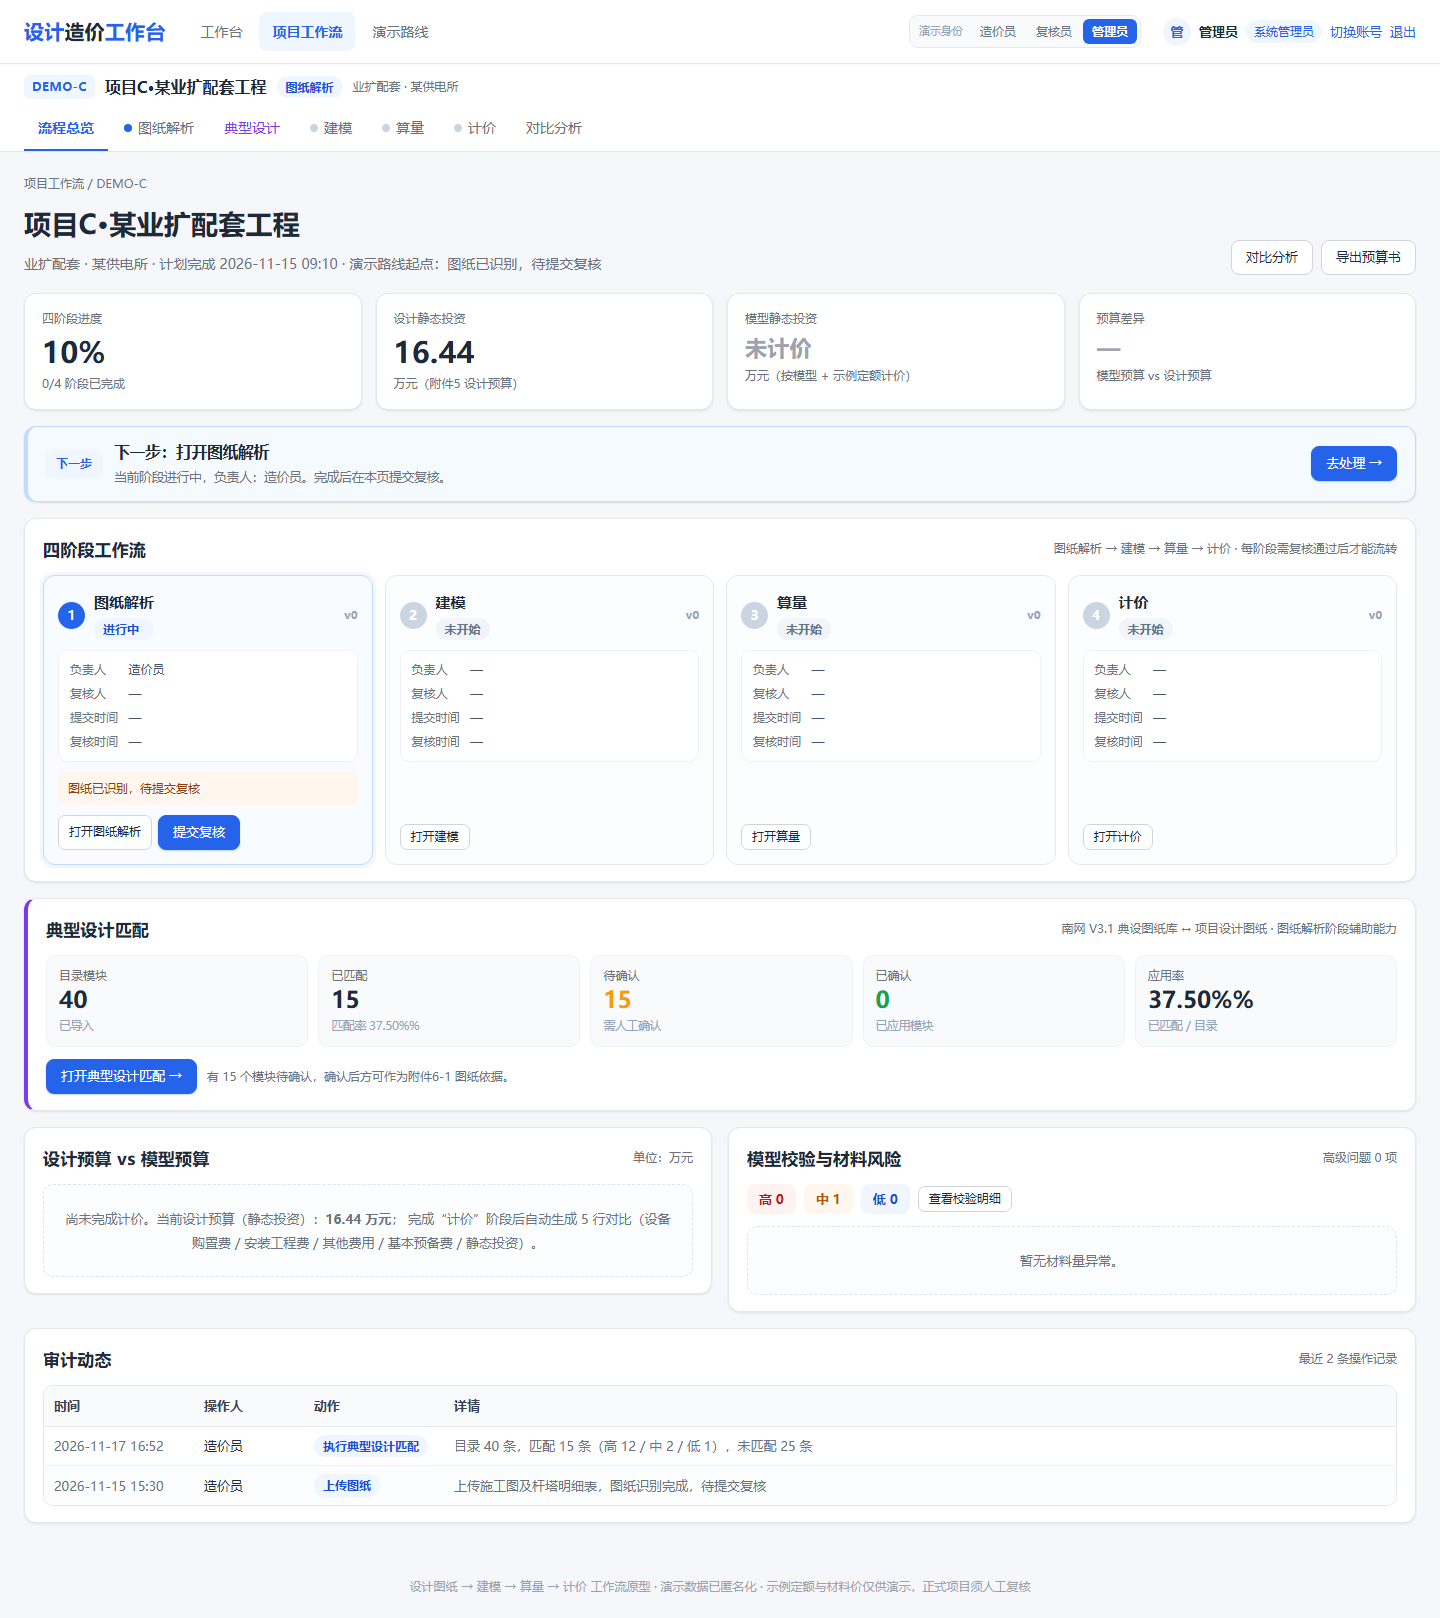 设计造价工作台
工作台
项目工作流
演示路线
演示身份
造价员
复核员
管理员
管
管理员
系统管理员
切换账号
退出
DEMO-C
项目C·某业扩配套工程
图纸解析
业扩配套 · 某供电所
流程总览
图纸解析
典型设计
建模
算量
计价
对比分析
项目工作流 / DEMO-C
项目C·某业扩配套工程
业扩配套 · 某供电所 · 计划完成 2026-11-15 09:10 · 演示路线起点：图纸已识别，待提交复核
对比分析
导出预算书
四阶段进度
10%
0/4 阶段已完成
设计静态投资
16.44
万元（附件5 设计预算）
模型静态投资
未计价
万元（按模型 + 示例定额计价）
预算差异
—
模型预算 vs 设计预算
下一步
下一步：打开图纸解析
当前阶段进行中，负责人：造价员。完成后在本页提交复核。
去处理 →
四阶段工作流
图纸解析 → 建模 → 算量 → 计价 · 每阶段需复核通过后才能流转
1
图纸解析
进行中
v0
负责人 造价员
复核人 —
提交时间 —
复核时间 —
图纸已识别，待提交复核
打开图纸解析
提交复核
2
建模
未开始
v0
负责人 —
复核人 —
提交时间 —
复核时间 —
打开建模
3
算量
未开始
v0
负责人 —
复核人 —
提交时间 —
复核时间 —
打开算量
4
计价
未开始
v0
负责人 —
复核人 —
提交时间 —
复核时间 —
打开计价
典型设计匹配
南网 V3.1 典设图纸库 ↔ 项目设计图纸 · 图纸解析阶段辅助能力
目录模块
40
已导入
已匹配
15
匹配率 37.50%%
待确认
15
需人工确认
已确认
0
已应用模块
应用率
37.50%%
已匹配 / 目录
打开典型设计匹配 →
有 15 个模块待确认，确认后方可作为附件6-1 图纸依据。
设计预算 vs 模型预算
单位：万元
尚未完成计价。当前设计预算（静态投资）：16.44 万元； 完成“计价”阶段后自动生成 5 行对比（设备
购置费 / 安装工程费 / 其他费用 / 基本预备费 / 静态投资）。
模型校验与材料风险
高级问题 0 项
高 0
中 1
低 0
查看校验明细
暂无材料量异常。
审计动态
最近 2 条操作记录
时间 操作人 动作 详情
2026-11-17 16:52 造价员 执行典型设计匹配 目录 40 条，匹配 15 条（高 12 / 中 2 / 低 1），未匹配 25 条
2026-11-15 15:30 造价员 上传图纸 上传施工图及杆塔明细表，图纸识别完成，待提交复核
设计图纸 → 建模 → 算量 → 计价 工作流原型 · 演示数据已匿名化 · 示例定额与材料价仅供演示，正式项目须人工复核